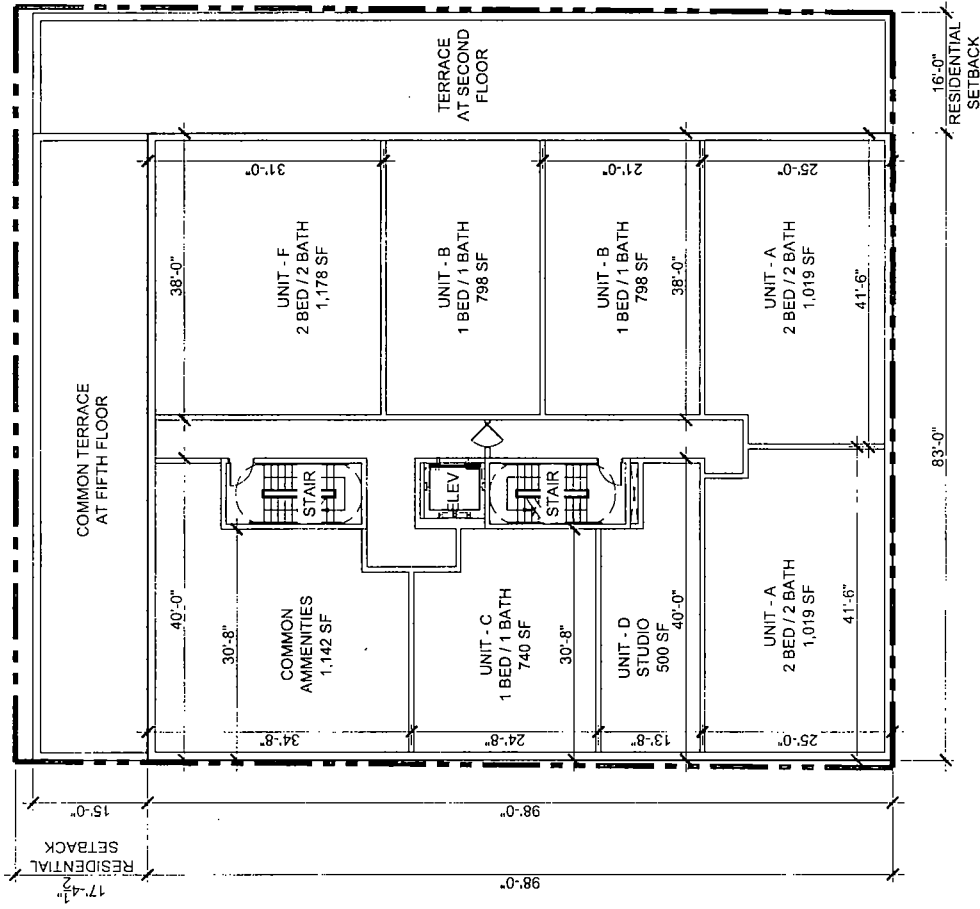 COMMON TERRACE
AT FIFTH FLOOR
TERRACE
AT SECOND
FLOOR
38'-0"
31'-0"
UNIT - F
2 BED / 2 BATH
1,178 SF
UNIT - B
1 BED / 1 BATH
798 SF
UNIT - B
1 BED / 1 BATH
798 SF
21'-0"
38'-0"
UNIT - A
2 BED / 2 BATH
1,019 SF
25'-0"
41'-6"
STAIR
ELEV
STAIR
40'-0"
30'-8"
COMMON
AMMENITIES
1,142 SF
34'-8"
UNIT - C
1 BED / 1 BATH
740 SF
24'-8"
30'-8"
UNIT - D
STUDIO
500 SF
40'-0"
13'-8"
UNIT - A
2 BED / 2 BATH
1,019 SF
25'-0"
41'-6"
16'-0"
RESIDENTIAL
SETBACK
83'-0"
15'-0"
98'-0"
17'-4 1/2"
RESIDENTIAL
SETBACK
98'-0"